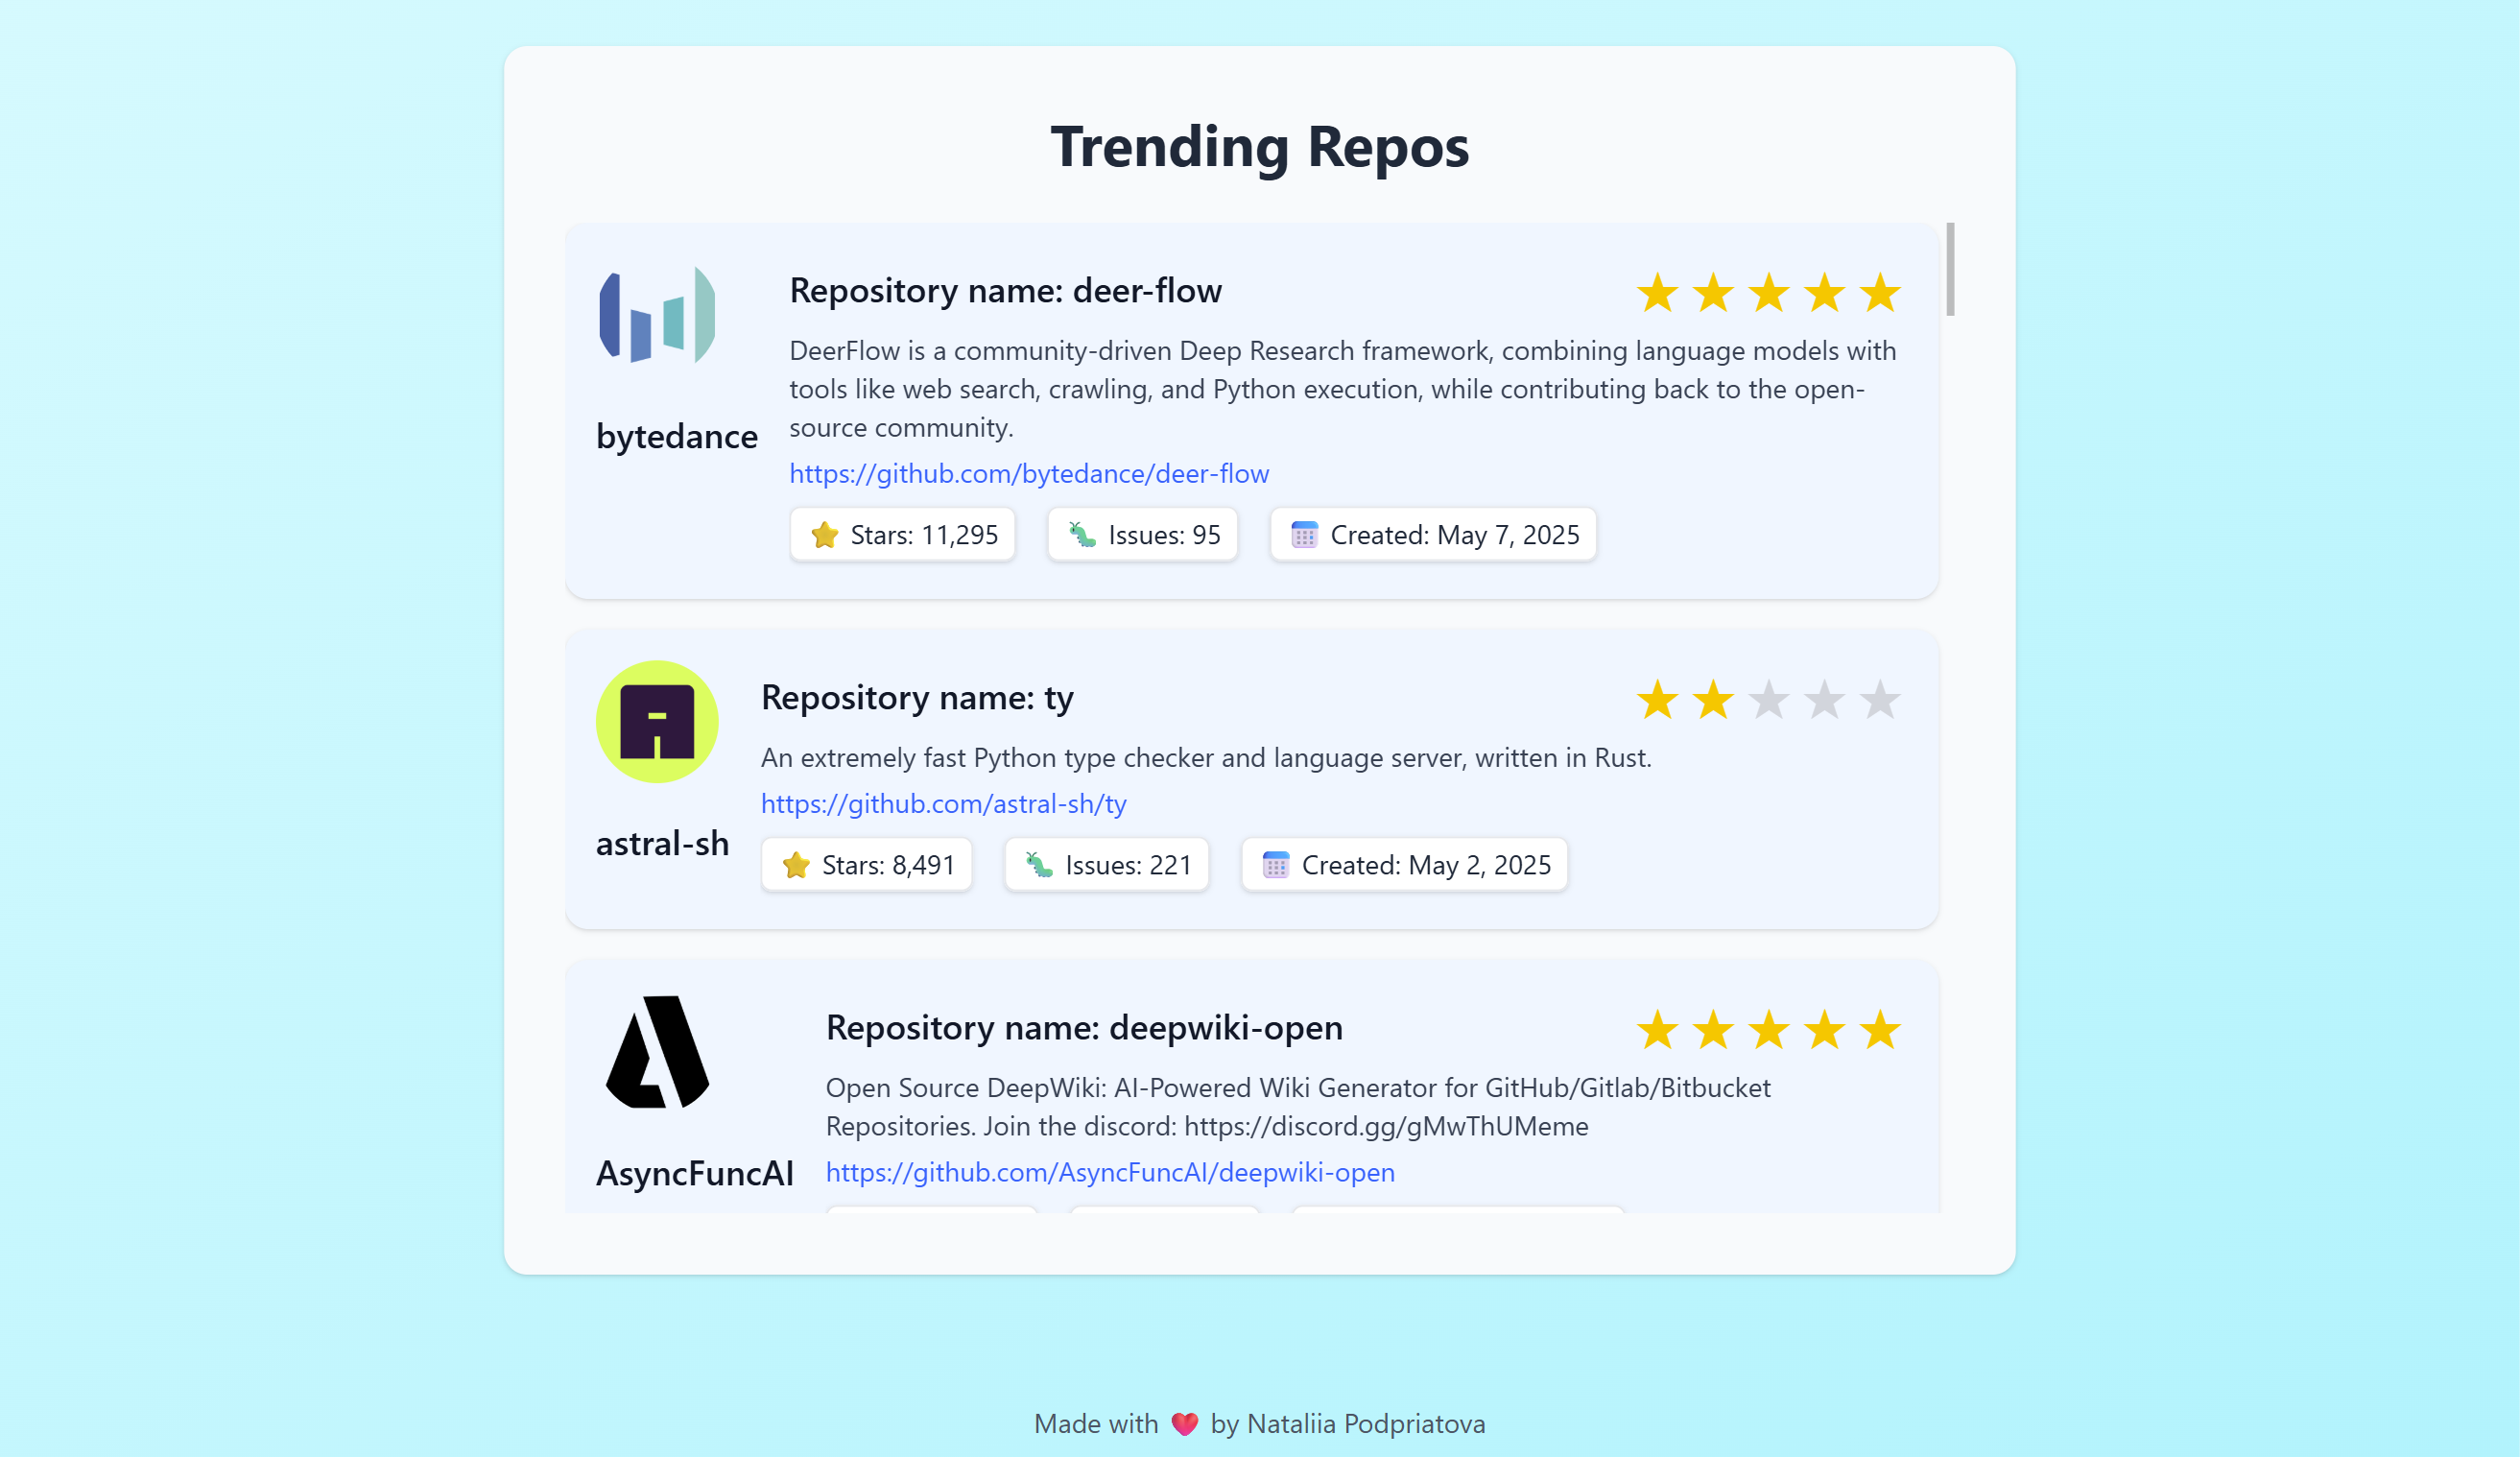 Trending Repos
Repository name: deer-flow
DeerFlow is a community-driven Deep Research framework, combining language models with
tools like web search, crawling, and Python execution, while contributing back to the open-
source community.
bytedance
https://github.com/bytedance/deer-flow
Stars: 11,295
Issues: 95
Created: May 7, 2025
Repository name: ty
An extremely fast Python type checker and language server, written in Rust.
https://github.com/astral-sh/ty
astral-sh
Stars: 8,491
Issues: 221
Created: May 2, 2025
Repository name: deepwiki-open
Open Source DeepWiki: AI-Powered Wiki Generator for GitHub/Gitlab/Bitbucket
Repositories. Join the discord: https://discord.gg/gMwThUMeme
AsyncFuncAI
https://github.com/AsyncFuncAI/deepwiki-open
Made with ❤️ by Nataliia Podpriatova